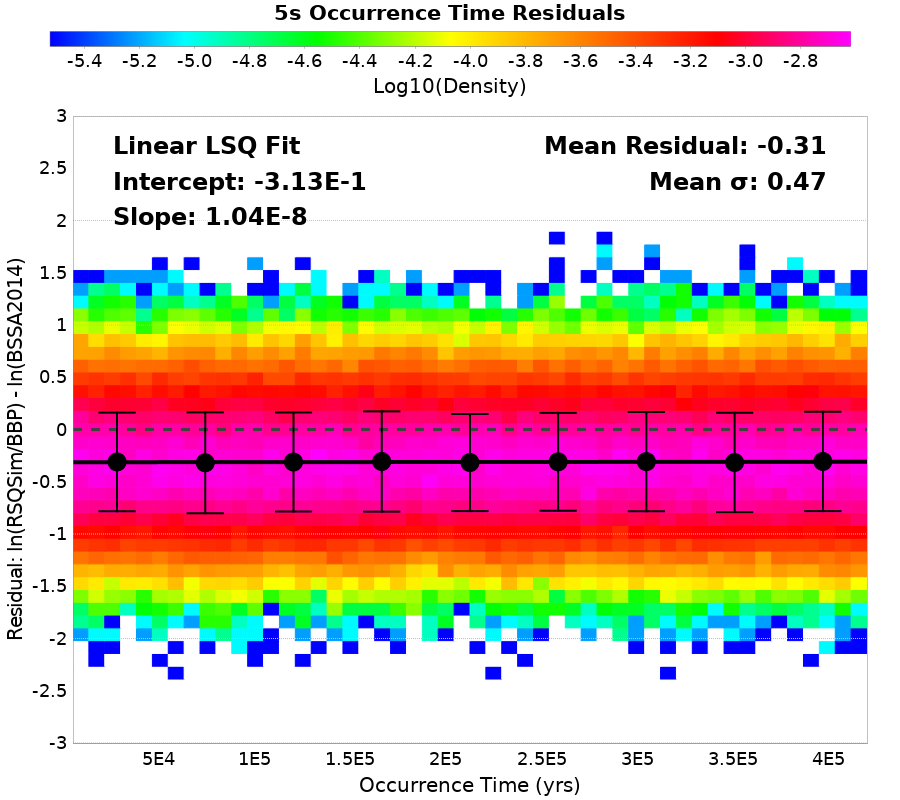 5s Occurrence Time Residuals
-5.4 -5.2 -5.0 -4.8 -4.6 -4.4 -4.2 -4.0 -3.8 -3.6 -3.4 -3.2 -3.0 -2.8
Log10(Density)
Linear LSQ Fit
Intercept: -3.13E-1
Slope: 1.04E-8
Mean Residual: -0.31
Mean σ: 0.47
Residual: ln(RSQSim/BBP) - ln(BSSA2014)
3
2.5
2
1.5
1
0.5
0
-0.5
-1
-1.5
-2
-2.5
-3
5E4 1E5 1.5E5 2E5 2.5E5 3E5 3.5E5 4E5
Occurrence Time (yrs)